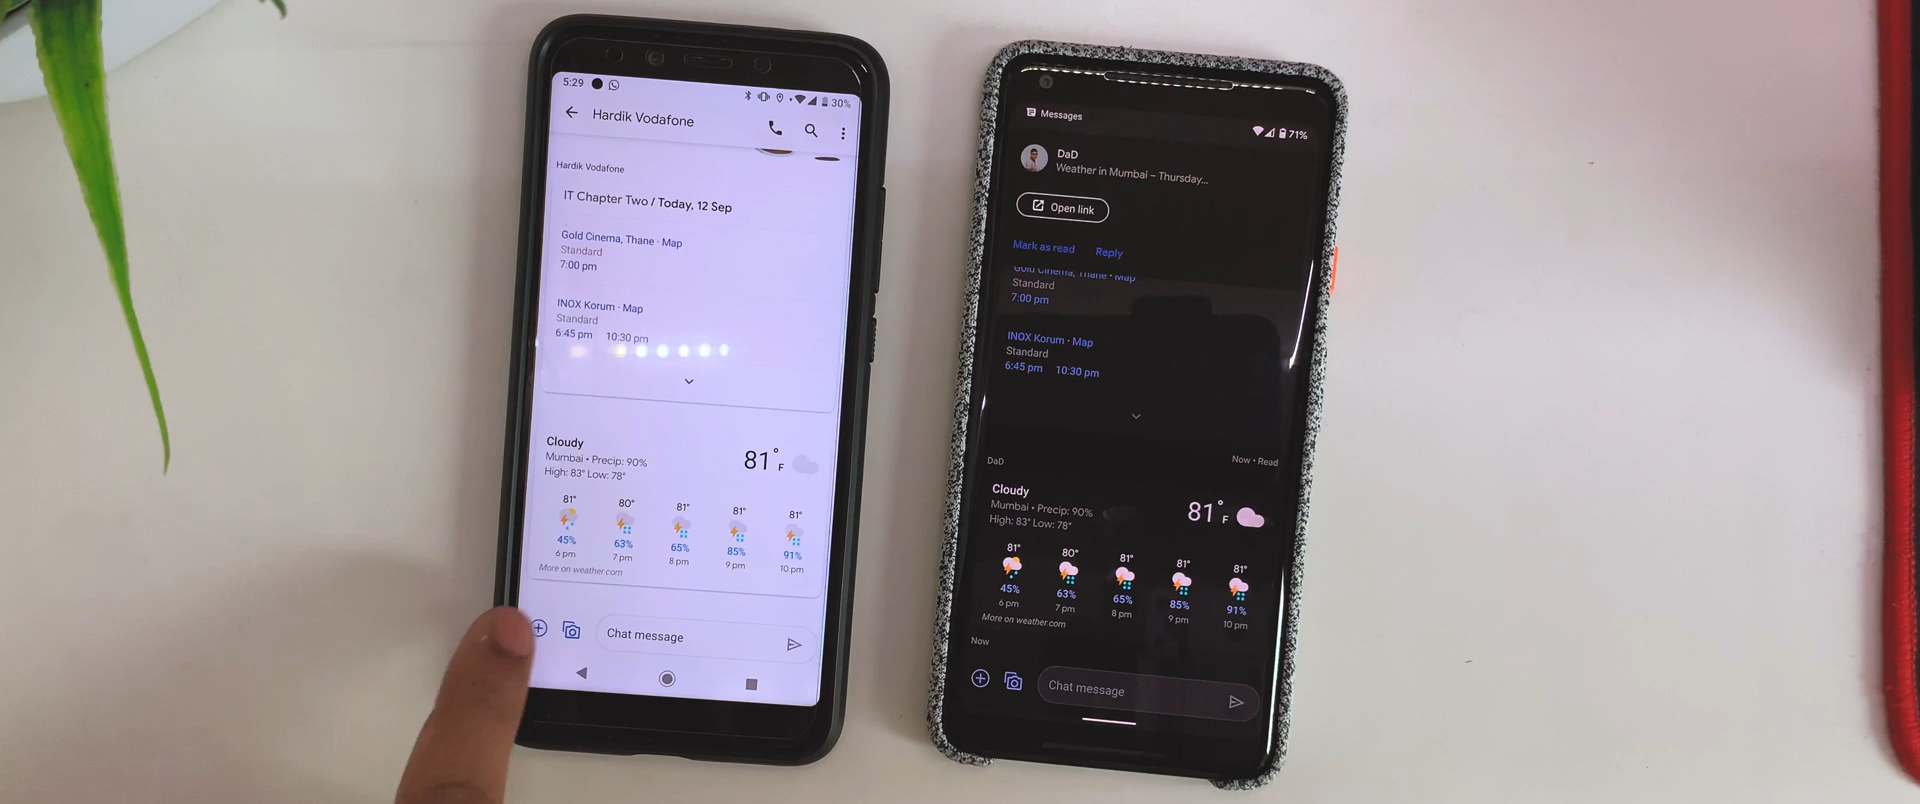 5:29
30%
Hardik Vodafone
Hardik Vodafone
IT Chapter Two / Today, 12 Sep
Gold Cinema, Thane · Map
Standard
7:00 pm
INOX Korum · Map
Standard
6:45 pm 10:30 pm
Cloudy
Mumbai • Precip: 90%
High: 83° Low: 78°
81°F
81° 80° 81° 81° 81°
45% 63% 65% 85% 91%
6 pm 7 pm 8 pm 9 pm 10 pm
More on weather.com
Chat message
Messages
71%
DaD
Weather in Mumbai – Thursday...
Open link
Mark as read Reply
Gold Cinema, Thane · Map
Standard
7:00 pm
INOX Korum · Map
Standard
6:45 pm 10:30 pm
DaD
Now • Read
Cloudy
Mumbai • Precip: 90%
High: 83° Low: 78°
81°F
81° 80° 81° 81° 81°
45% 63% 65% 85% 91%
6 pm 7 pm 8 pm 9 pm 10 pm
More on weather.com
Now
Chat message